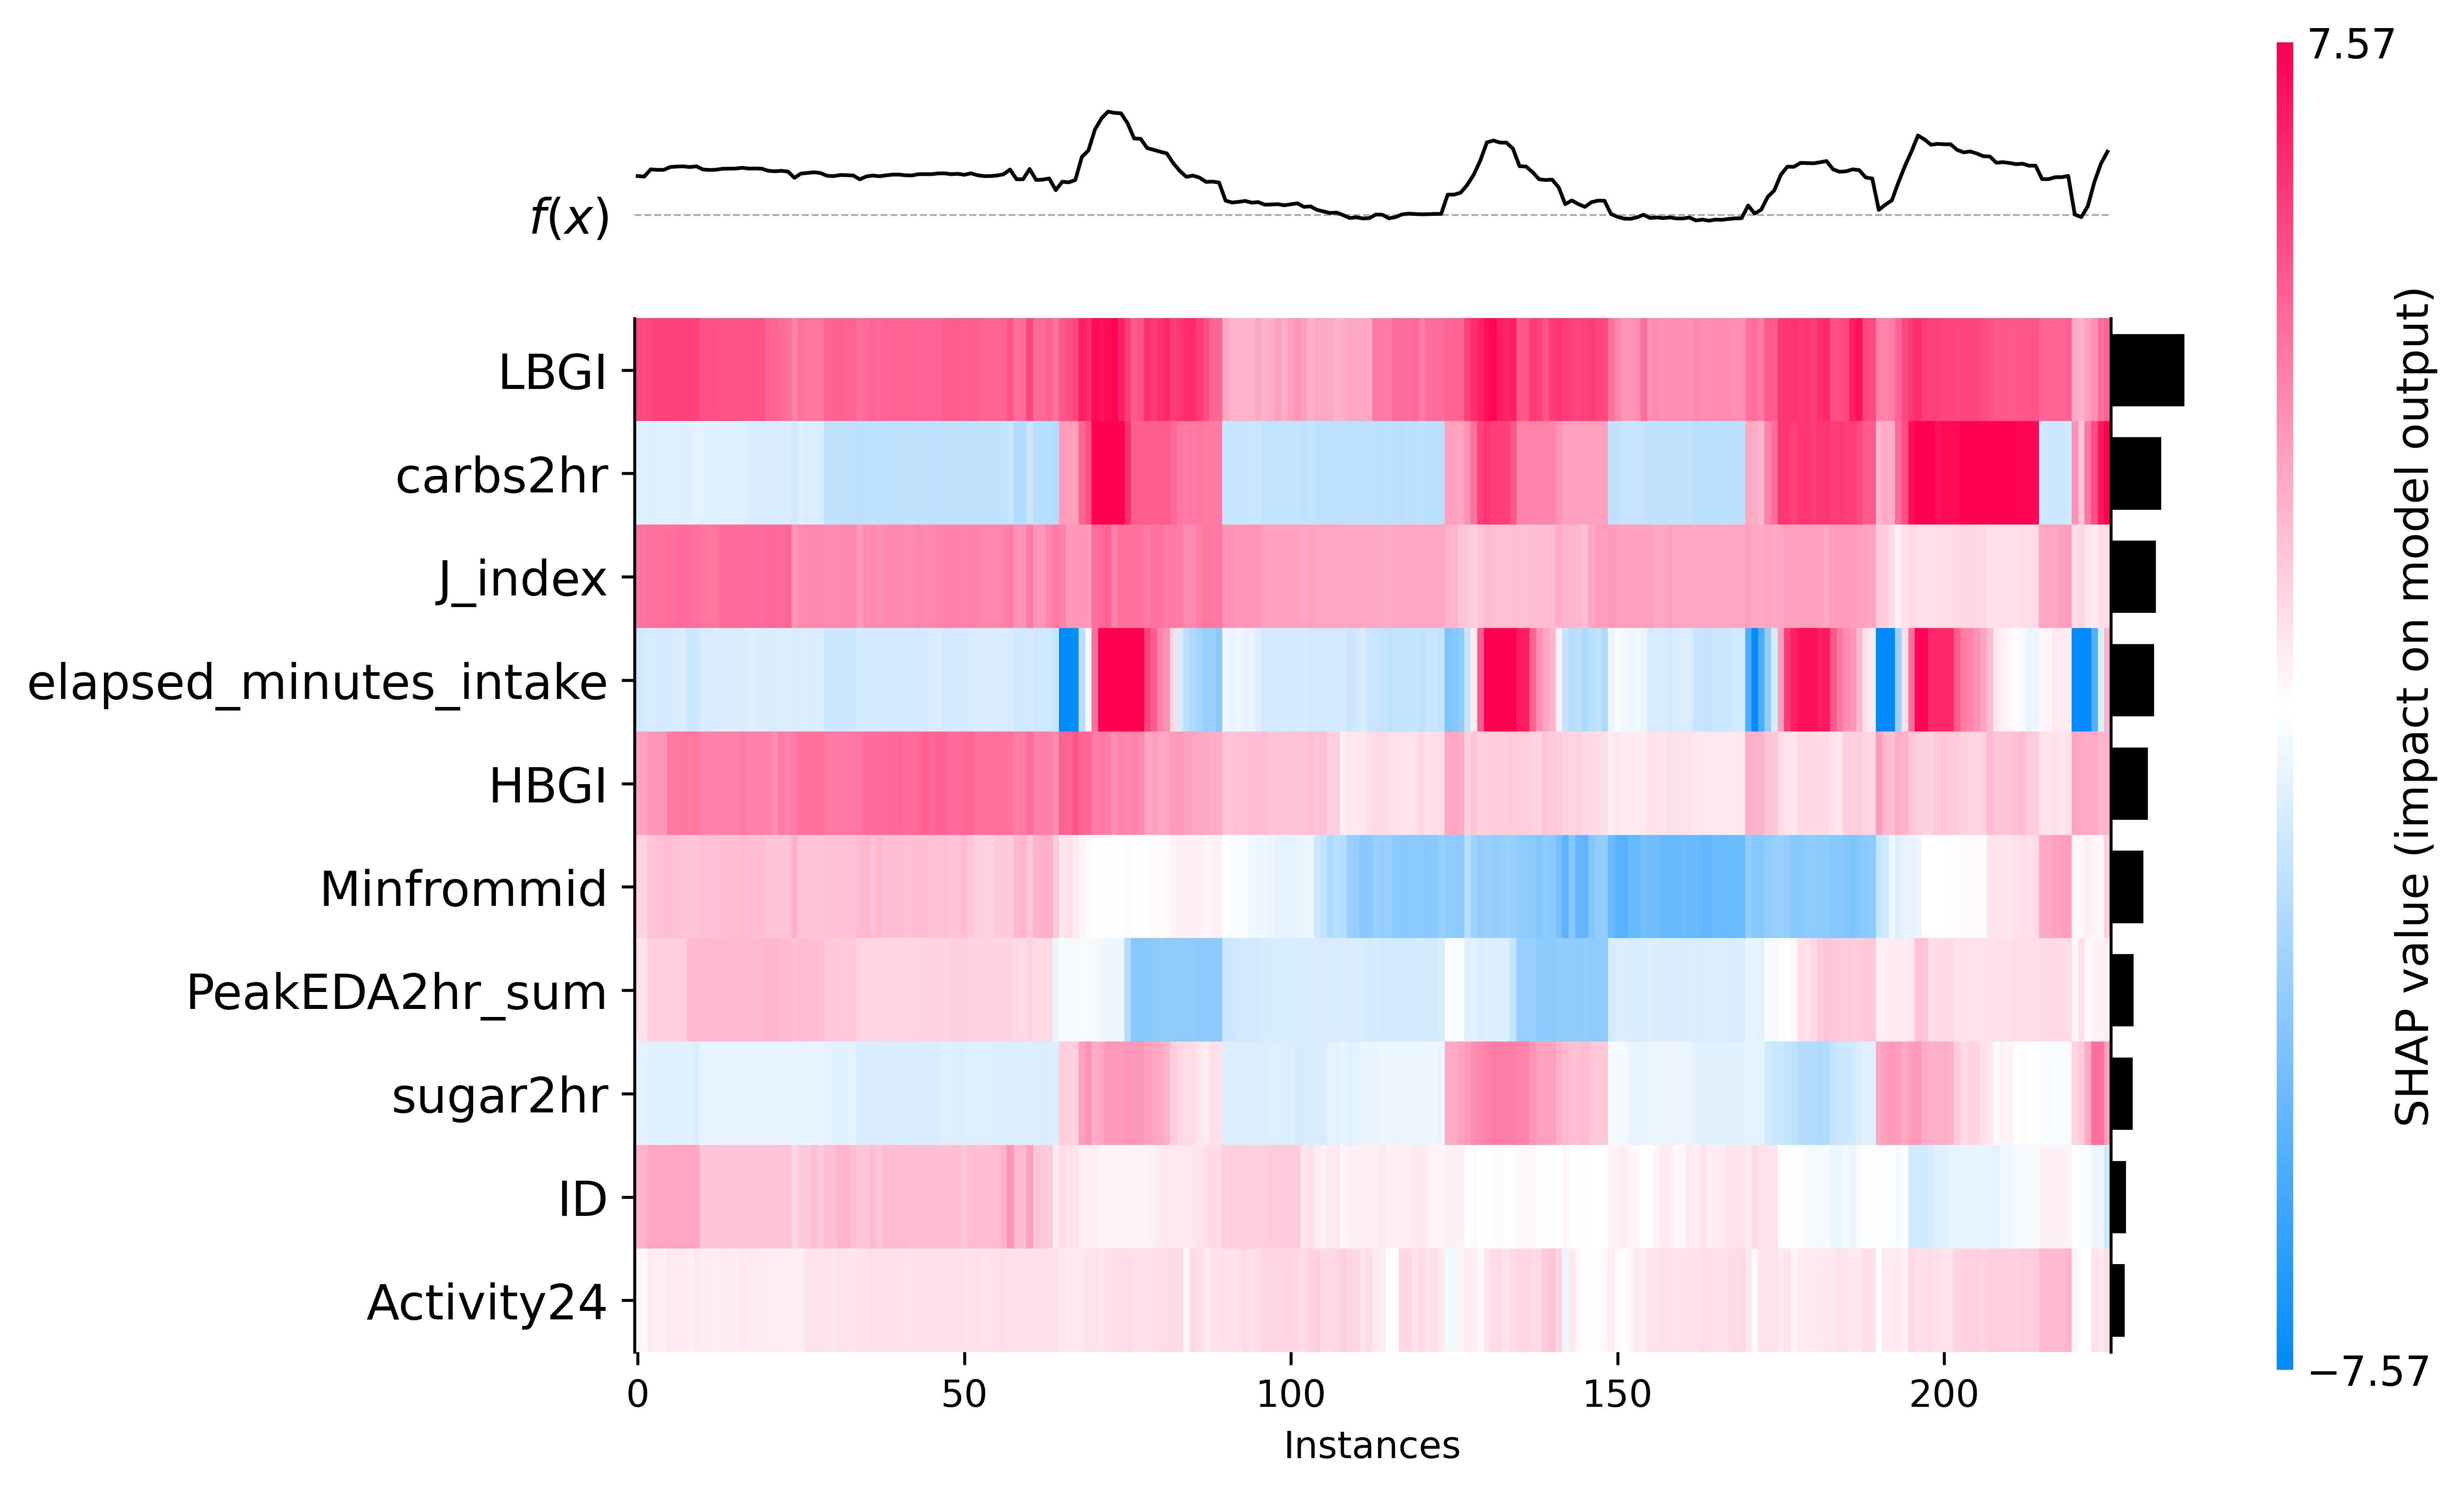 7.57
f(x)
LBGI
carbs2hr
J_index
elapsed_minutes_intake
HBGI
Minfrommid
PeakEDA2hr_sum
sugar2hr
ID
Activity24
0 50 100 150 200
Instances
SHAP value (impact on model output)
−7.57